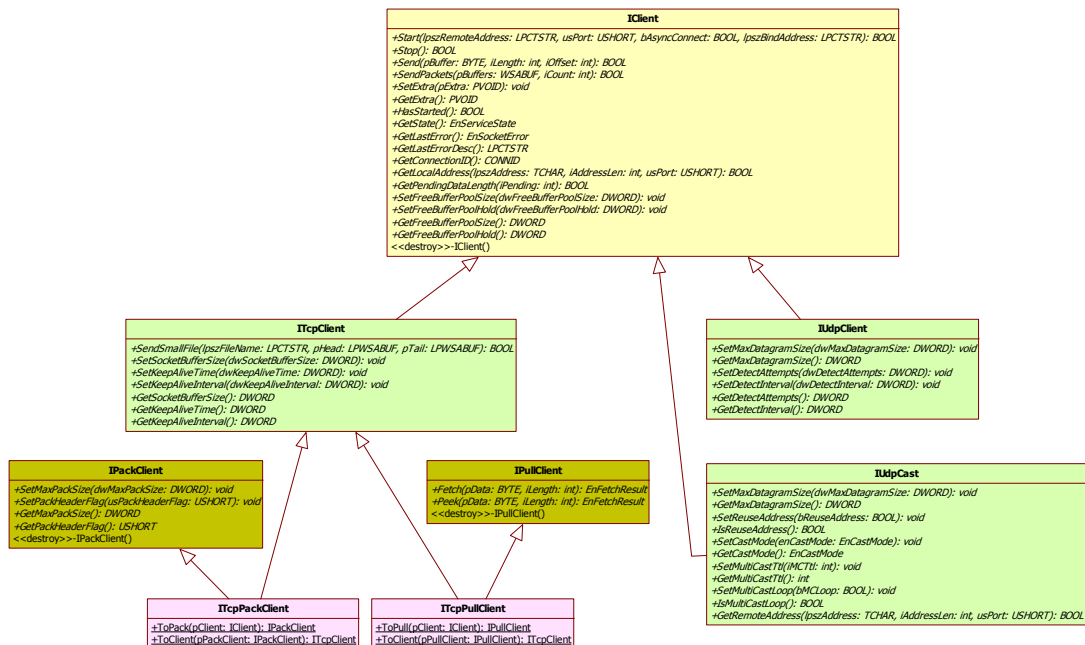 IClient
+Start(lpszRemoteAddress: LPCTSTR, usPort: USHORT, bAsyncConnect: BOOL, lpszBindAddress: LPCTSTR): BOOL
+Stop(): BOOL
+Send(pBuffer: BYTE, iLength: int, iOffset: int): BOOL
+SendPackets(pBuffers: WSABUF, iCount: int): BOOL
+SetExtra(pExtra: PVOID): void
+GetExtra(): PVOID
+HasStarted(): BOOL
+GetState(): EnServiceState
+GetLastError(): EnSocketError
+GetLastErrorDesc(): LPCTSTR
+GetConnectionID(): CONNID
+GetLocalAddress(lpszAddress: TCHAR, iAddressLen: int, usPort: USHORT): BOOL
+GetPendingDataLength(iPending: int): BOOL
+SetFreeBufferPoolSize(dwFreeBufferPoolSize: DWORD): void
+SetFreeBufferPoolHold(dwFreeBufferPoolHold: DWORD): void
+GetFreeBufferPoolSize(): DWORD
+GetFreeBufferPoolHold(): DWORD
<<destroy>>-IClient()
ITcpClient
+SendSmallFile(lpszFileName: LPCTSTR, pHead: LPWSABUF, pTail: LPWSABUF): BOOL
+SetSocketBufferSize(dwSocketBufferSize: DWORD): void
+SetKeepAliveTime(dwKeepAliveTime: DWORD): void
+SetKeepAliveInterval(dwKeepAliveInterval: DWORD): void
+GetSocketBufferSize(): DWORD
+GetKeepAliveTime(): DWORD
+GetKeepAliveInterval(): DWORD
IUdpClient
+SetMaxDatagramSize(dwMaxDatagramSize: DWORD): void
+GetMaxDatagramSize(): DWORD
+SetDetectAttempts(dwDetectAttempts: DWORD): void
+SetDetectInterval(dwDetectInterval: DWORD): void
+GetDetectAttempts(): DWORD
+GetDetectInterval(): DWORD
IPackClient
+SetMaxPackSize(dwMaxPackSize: DWORD): void
+SetPackHeaderFlag(usPackHeaderFlag: USHORT): void
+GetMaxPackSize(): DWORD
+GetPackHeaderFlag(): USHORT
<<destroy>>-IPackClient()
IPullClient
+Fetch(pData: BYTE, iLength: int): EnFetchResult
+Peek(pData: BYTE, iLength: int): EnFetchResult
<<destroy>>-IPullClient()
IUdpCast
+SetMaxDatagramSize(dwMaxDatagramSize: DWORD): void
+GetMaxDatagramSize(): DWORD
+SetReuseAddress(bReuseAddress: BOOL): void
+IsReuseAddress(): BOOL
+SetCastMode(enCastMode: EnCastMode): void
+GetCastMode(): EnCastMode
+SetMultiCastTtl(iMCTtl: int): void
+GetMultiCastTtl(): int
+SetMultiCastLoop(bMCLoop: BOOL): void
+IsMultiCastLoop(): BOOL
+GetRemoteAddress(lpszAddress: TCHAR, iAddressLen: int, usPort: USHORT): BOOL
ITcpPackClient
+ToPack(pClient: IClient): IPackClient
+ToClient(pPackClient: IPackClient): ITcpClient
ITcpPullClient
+ToPull(pClient: IClient): IPullClient
+ToClient(pPullClient: IPullClient): ITcpClient